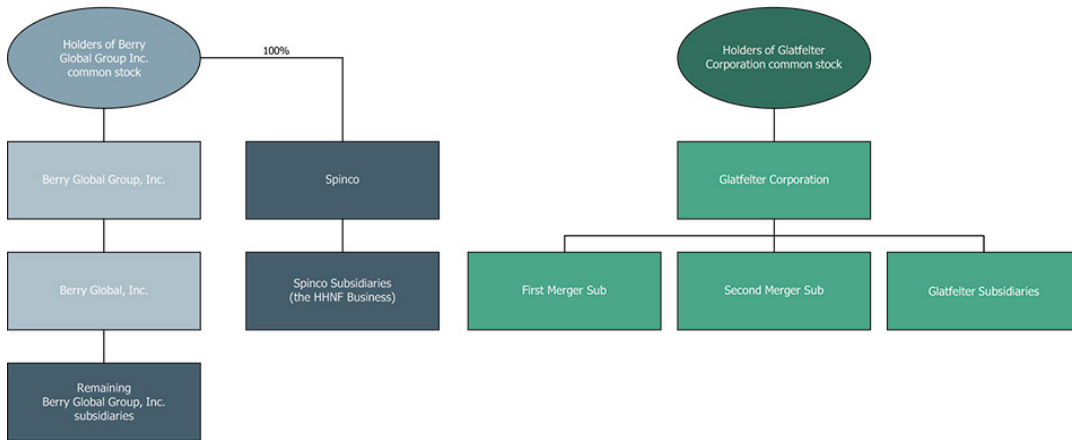 Holders of Berry
Global Group Inc.
common stock
100%
Holders of Glatfelter
Corporation common stock
Berry Global Group, Inc.
Spinco
Glatfelter Corporation
Berry Global, Inc.
Spinco Subsidiaries
(the HHNF Business)
First Merger Sub
Second Merger Sub
Glatfelter Subsidiaries
Remaining
Berry Global Group, Inc.
subsidiaries